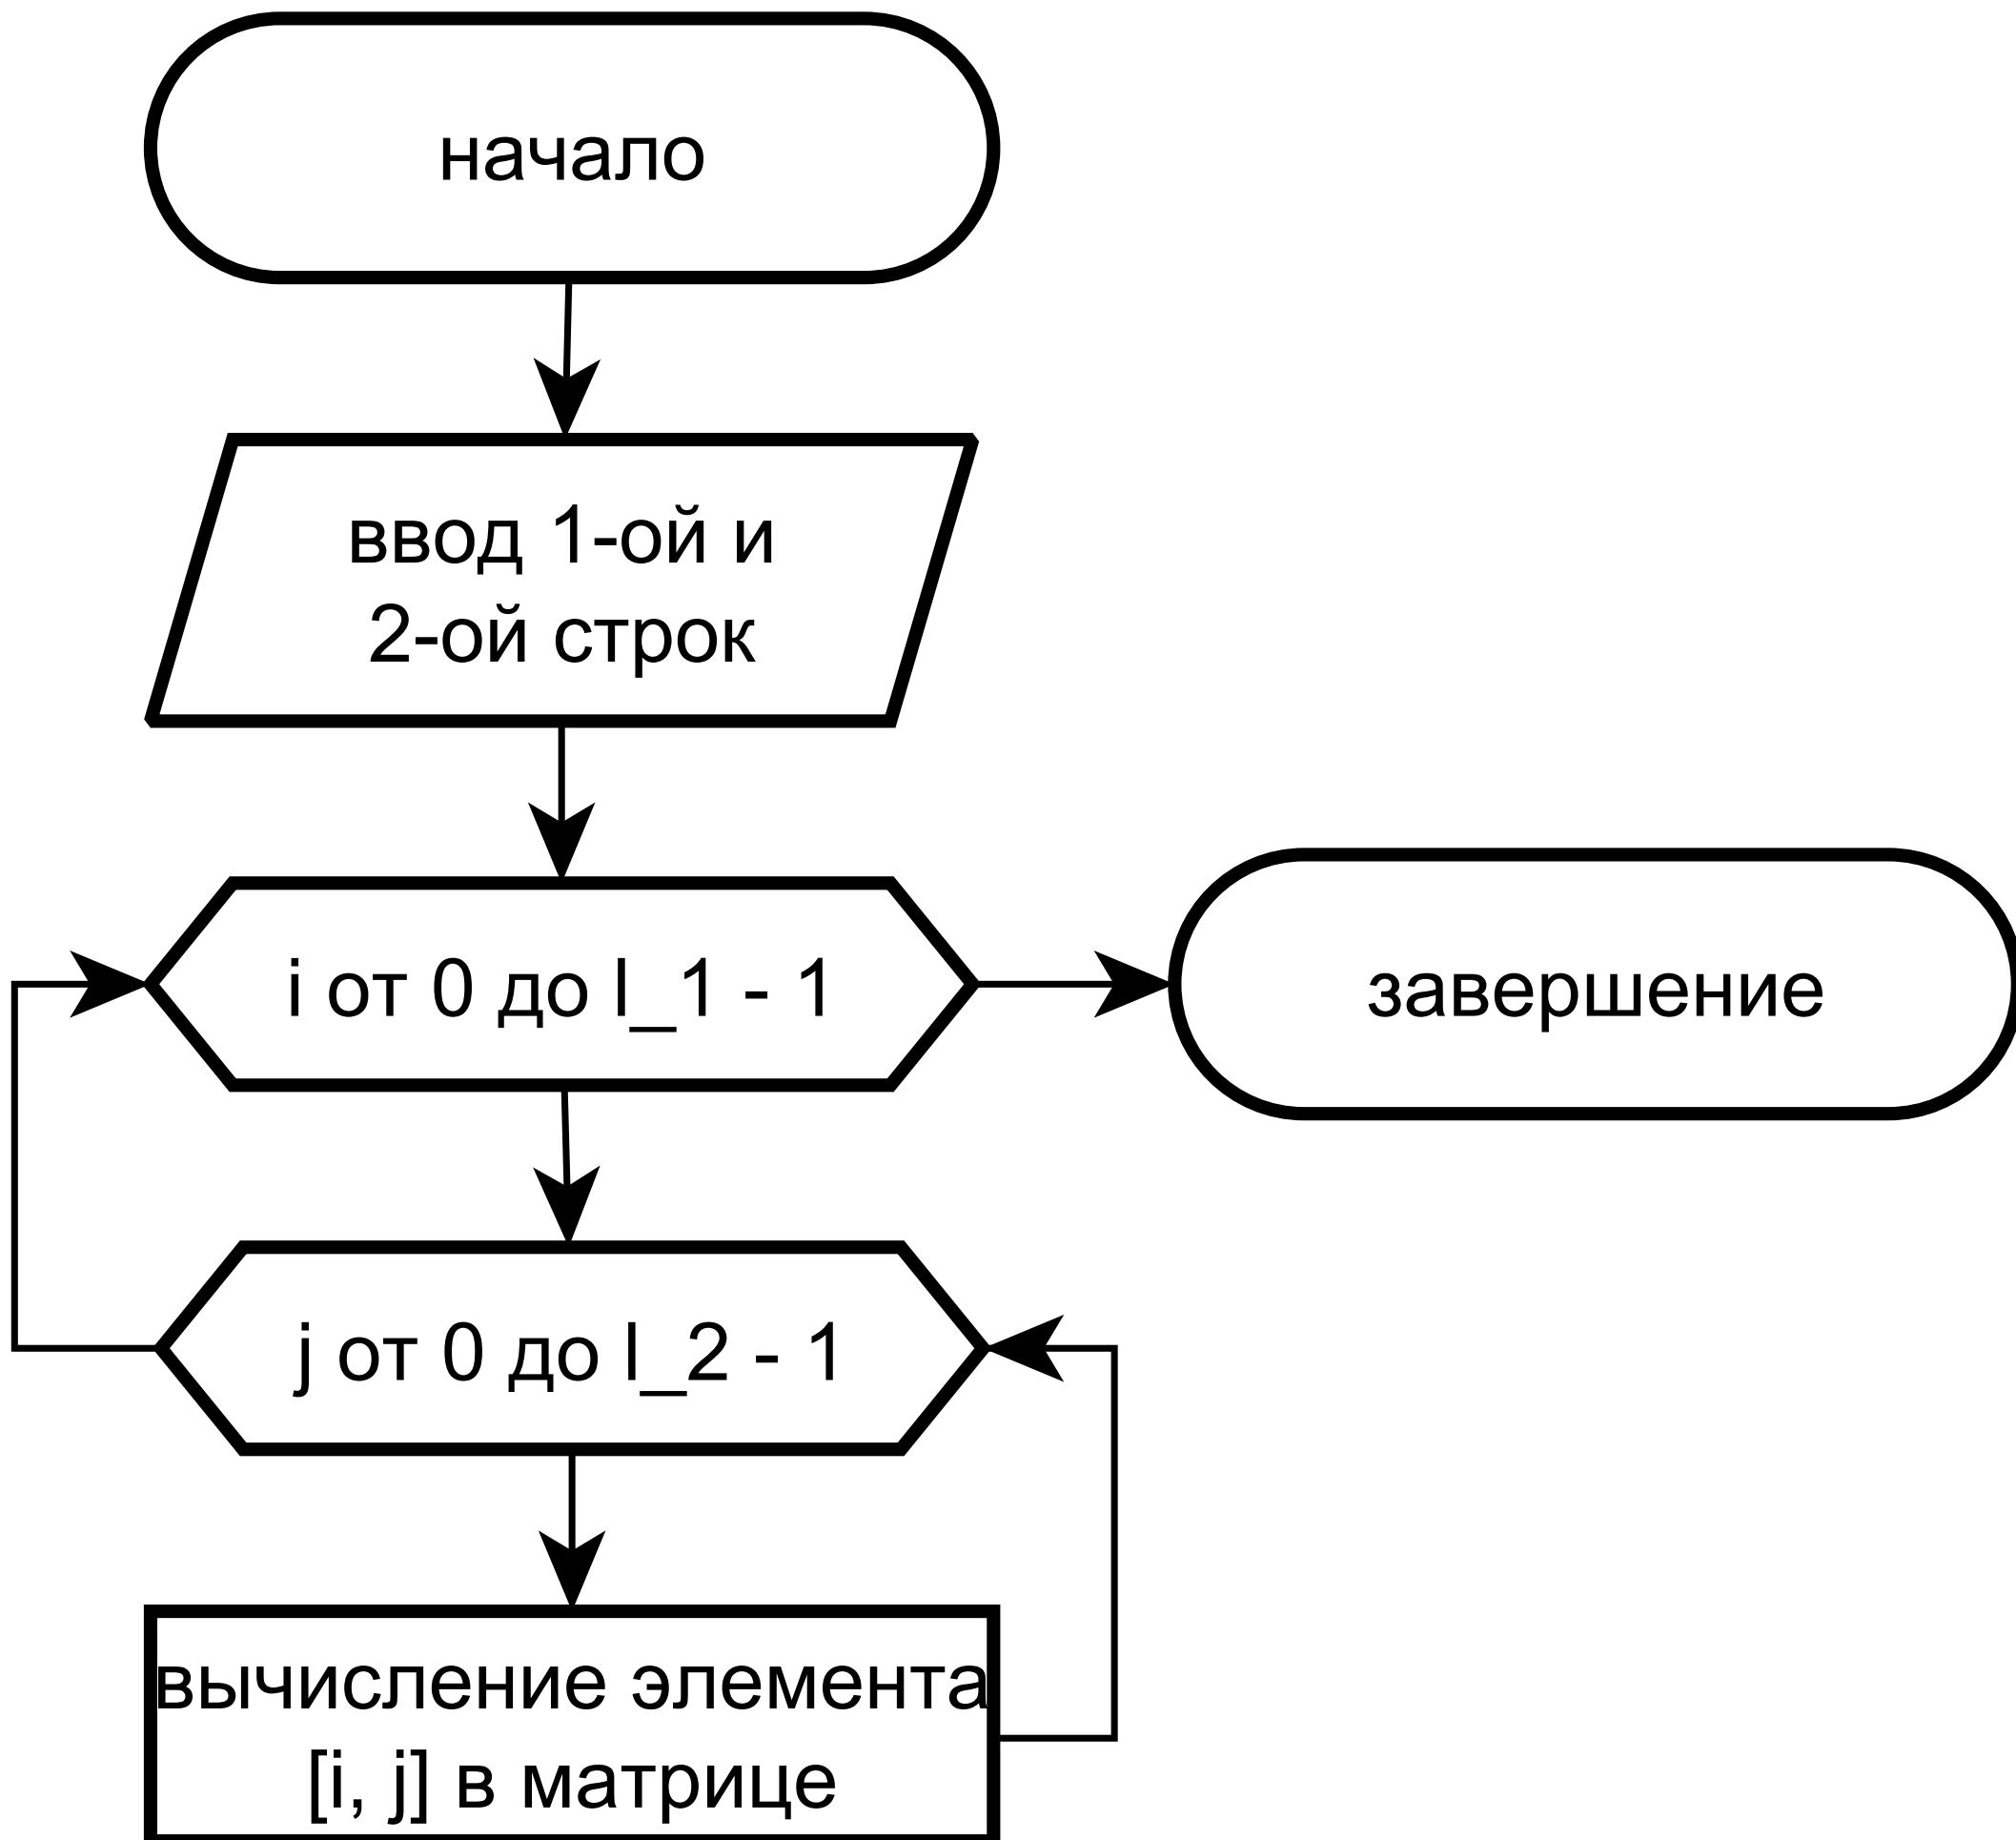 начало
ввод 1-ой и
2-ой строк
i от 0 до l_1 - 1
завершение
j от 0 до l_2 - 1
вычисление элемента
[i, j] в матрице